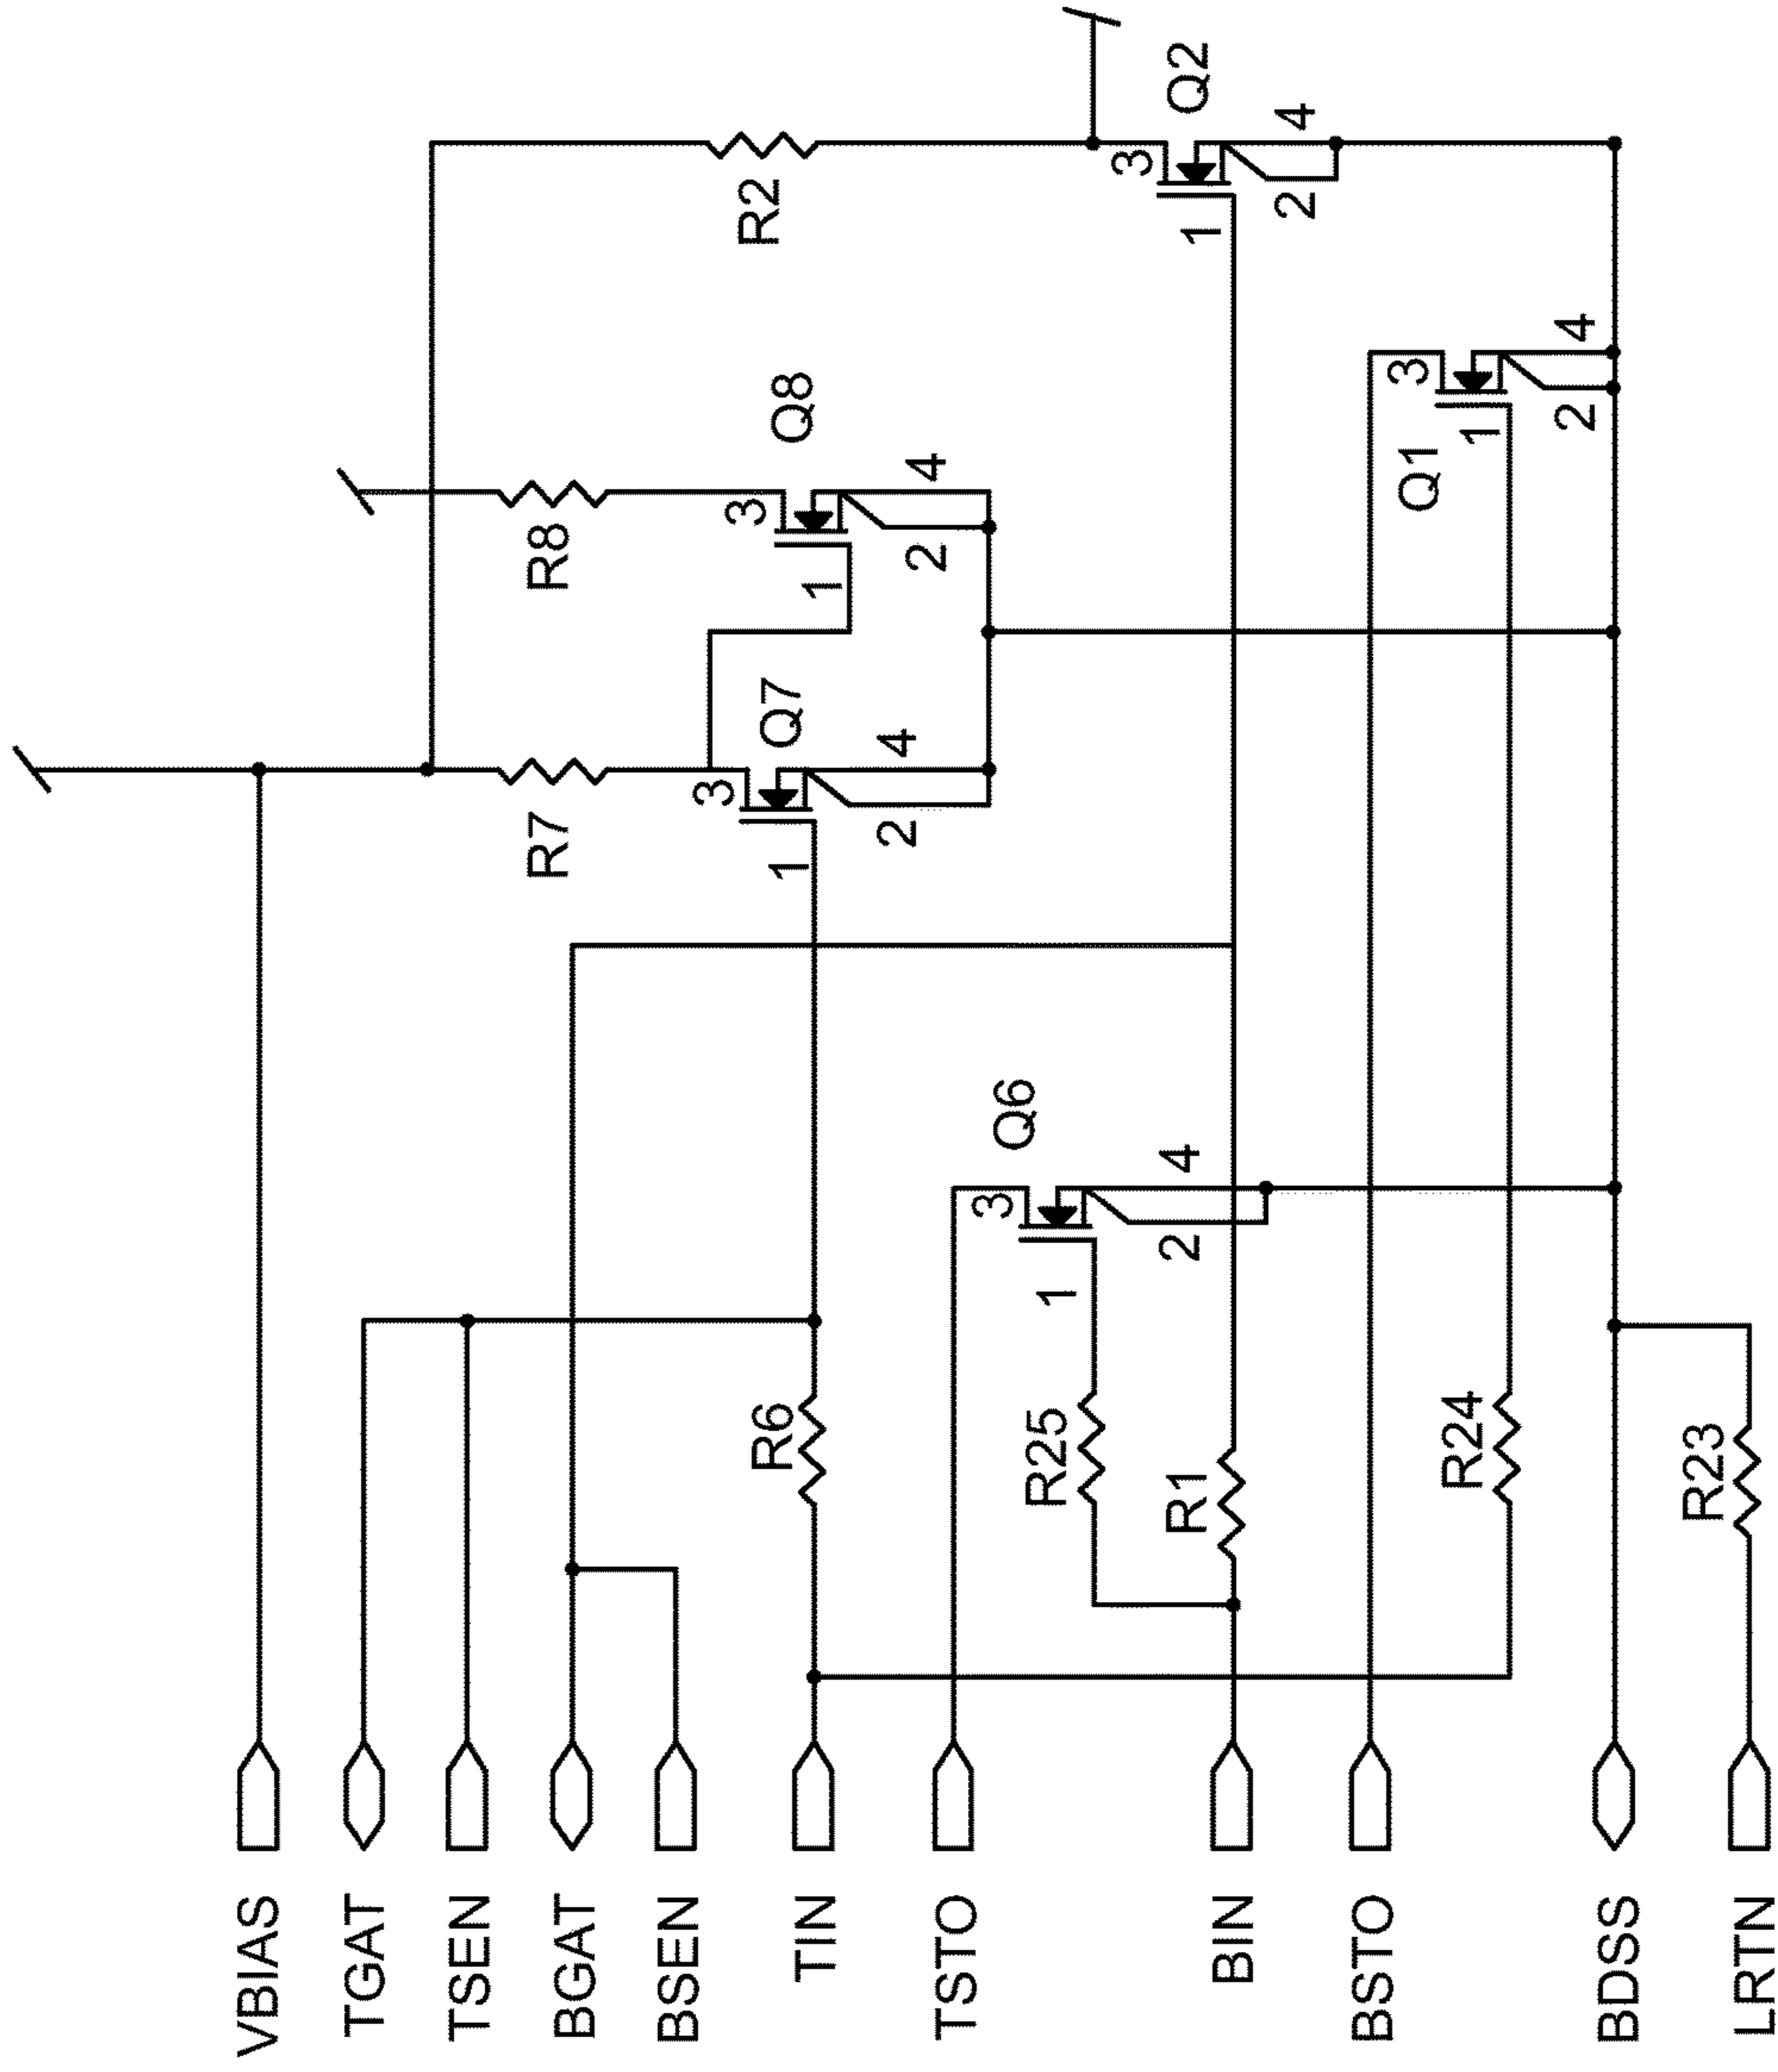 VBIAS
TGAT
TSEN
BGAT
BSEN
TIN
TSTO
BIN
BSTO
BDSS
LRTN
R6
R25
R1
R24
R23
Q6
3
1
4
2
R7
Q7
3
1
4
2
R8
Q8
3
1
4
2
Q1
3
1
4
2
R2
Q2
3
1
4
2